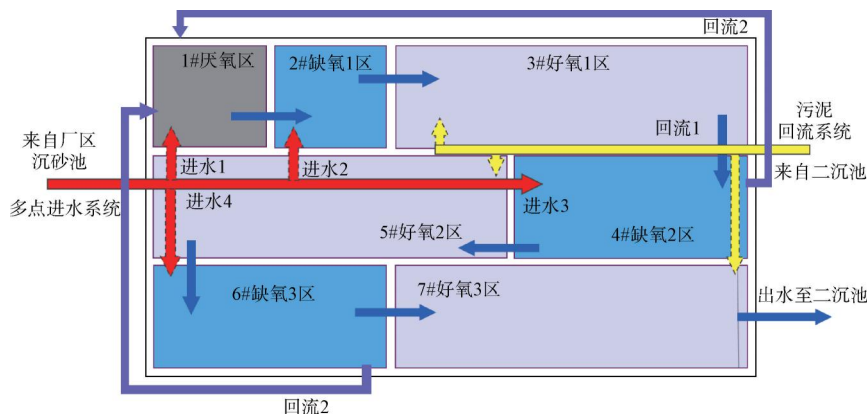 回流2
1#厌氧区
2#缺氧1区
3#好氧1区
污泥
回流系统
回流1
来自厂区
沉砂池
进水1
进水2
来自二沉池
多点进水系统
进水4
进水3
5#好氧2区
4#缺氧2区
6#缺氧3区
7#好氧3区
出水至二沉池
回流2